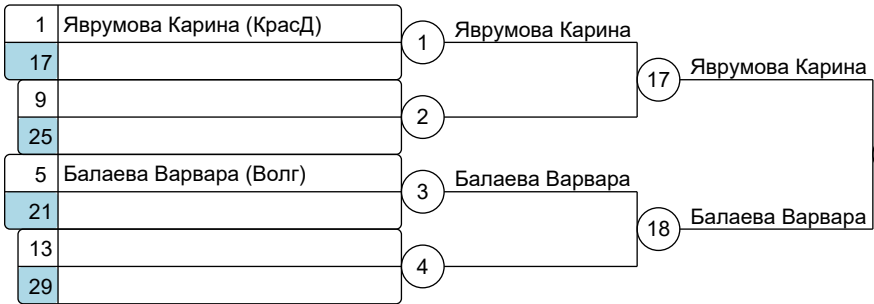 1 Яврумова Карина (КрасД)
17
9
25
5 Балаева Варвара (Волг)
21
13
29
1 Яврумова Карина
2
3 Балаева Варвара
4
17 Яврумова Карина
18 Балаева Варвара